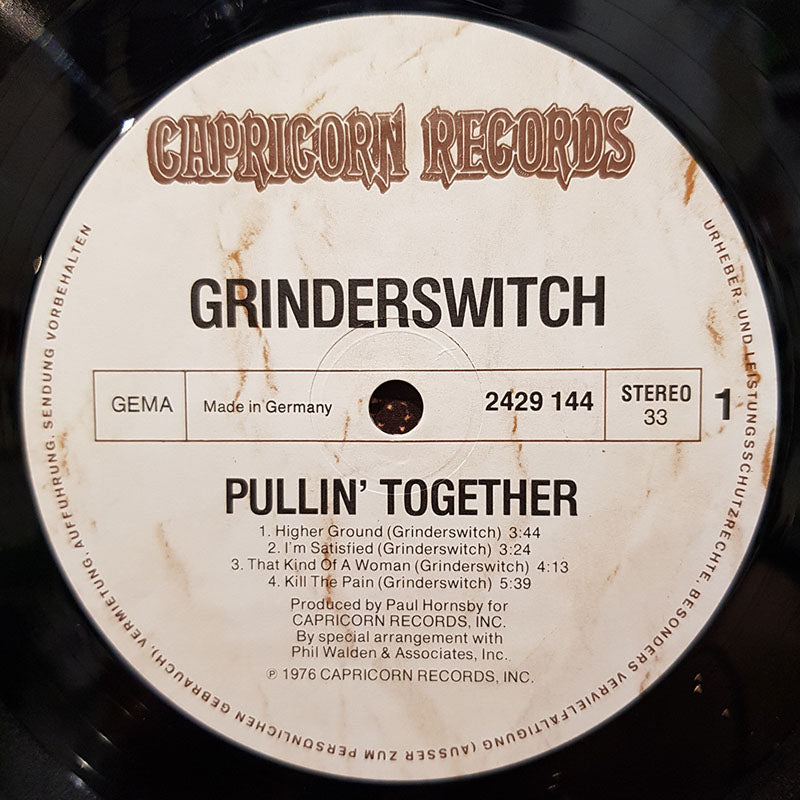 CAPRICORN RECORDS
GRINDERSWITCH
GEMA
Made in Germany
2429 144
STEREO
33
1
PULLIN' TOGETHER
1. Higher Ground (Grinderswitch) 3:44
2. I'm Satisfied (Grinderswitch) 3:24
3. That Kind Of A Woman (Grinderswitch) 4:13
4. Kill The Pain (Grinderswitch) 5:39
Produced by Paul Hornsby for
CAPRICORN RECORDS, INC.
By special arrangement with
Phil Walden & Associates, Inc.
℗ 1976 CAPRICORN RECORDS, INC.
URHEBER- UND LEISTUNGSSCHUTZRECHTE, BESONDERS VERVIELFÄLTIGUNG (AUSSER ZUM PERSÖNLICHEN GEBRAUCH), VERMIETUNG, AUFFÜHRUNG, SENDUNG VORBEHALTEN